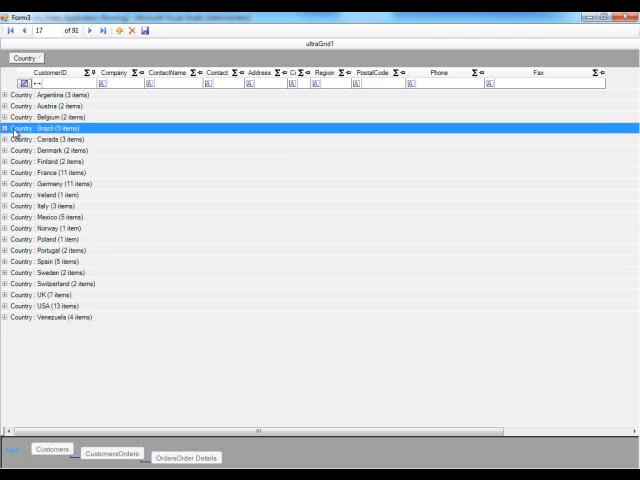 Form3
17 of 91
ultraGrid1
Country
CustomerID Company ContactName Contact Address Ci Region PostalCode Phone Fax
Country : Argentina (3 items)
Country : Austria (2 items)
Country : Belgium (2 items)
Country : Brazil (9 items)
Country : Canada (3 items)
Country : Denmark (2 items)
Country : Finland (2 items)
Country : France (11 items)
Country : Germany (11 items)
Country : Ireland (1 item)
Country : Italy (3 items)
Country : Mexico (5 items)
Country : Norway (1 item)
Country : Poland (1 item)
Country : Portugal (2 items)
Country : Spain (5 items)
Country : Sweden (2 items)
Country : Switzerland (2 items)
Country : UK (7 items)
Country : USA (13 items)
Country : Venezuela (4 items)
Add
Customers
CustomersOrders
OrdersOrder Details